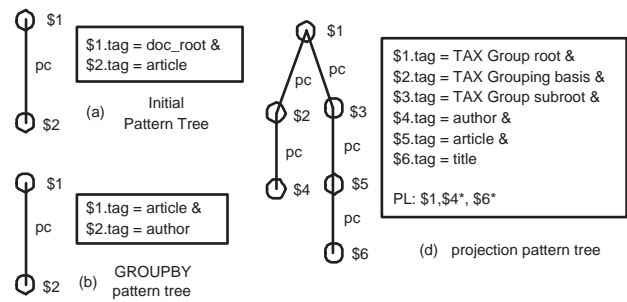 $1
pc
$2
$1.tag = doc_root &
$2.tag = article
(a) Initial
Pattern Tree
$1
pc
$2
$1.tag = article &
$2.tag = author
(b) GROUPBY
pattern tree
$1
pc pc
$2 $3
pc pc
$4 $5
pc
$6
$1.tag = TAX Group root &
$2.tag = TAX Grouping basis &
$3.tag = TAX Group subroot &
$4.tag = author &
$5.tag = article &
$6.tag = title
PL: $1,$4*, $6*
(d) projection pattern tree